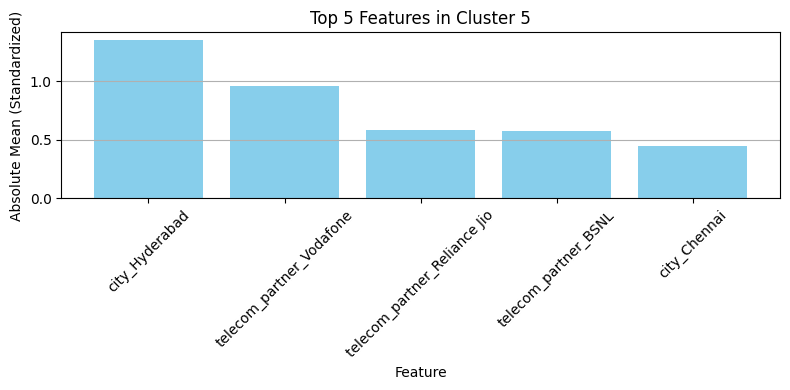 Top 5 Features in Cluster 5
Absolute Mean (Standardized)
1.0
0.5
0.0
city_Hyderabad
telecom_partner_Vodafone
telecom_partner_Reliance Jio
telecom_partner_BSNL
city_Chennai
Feature